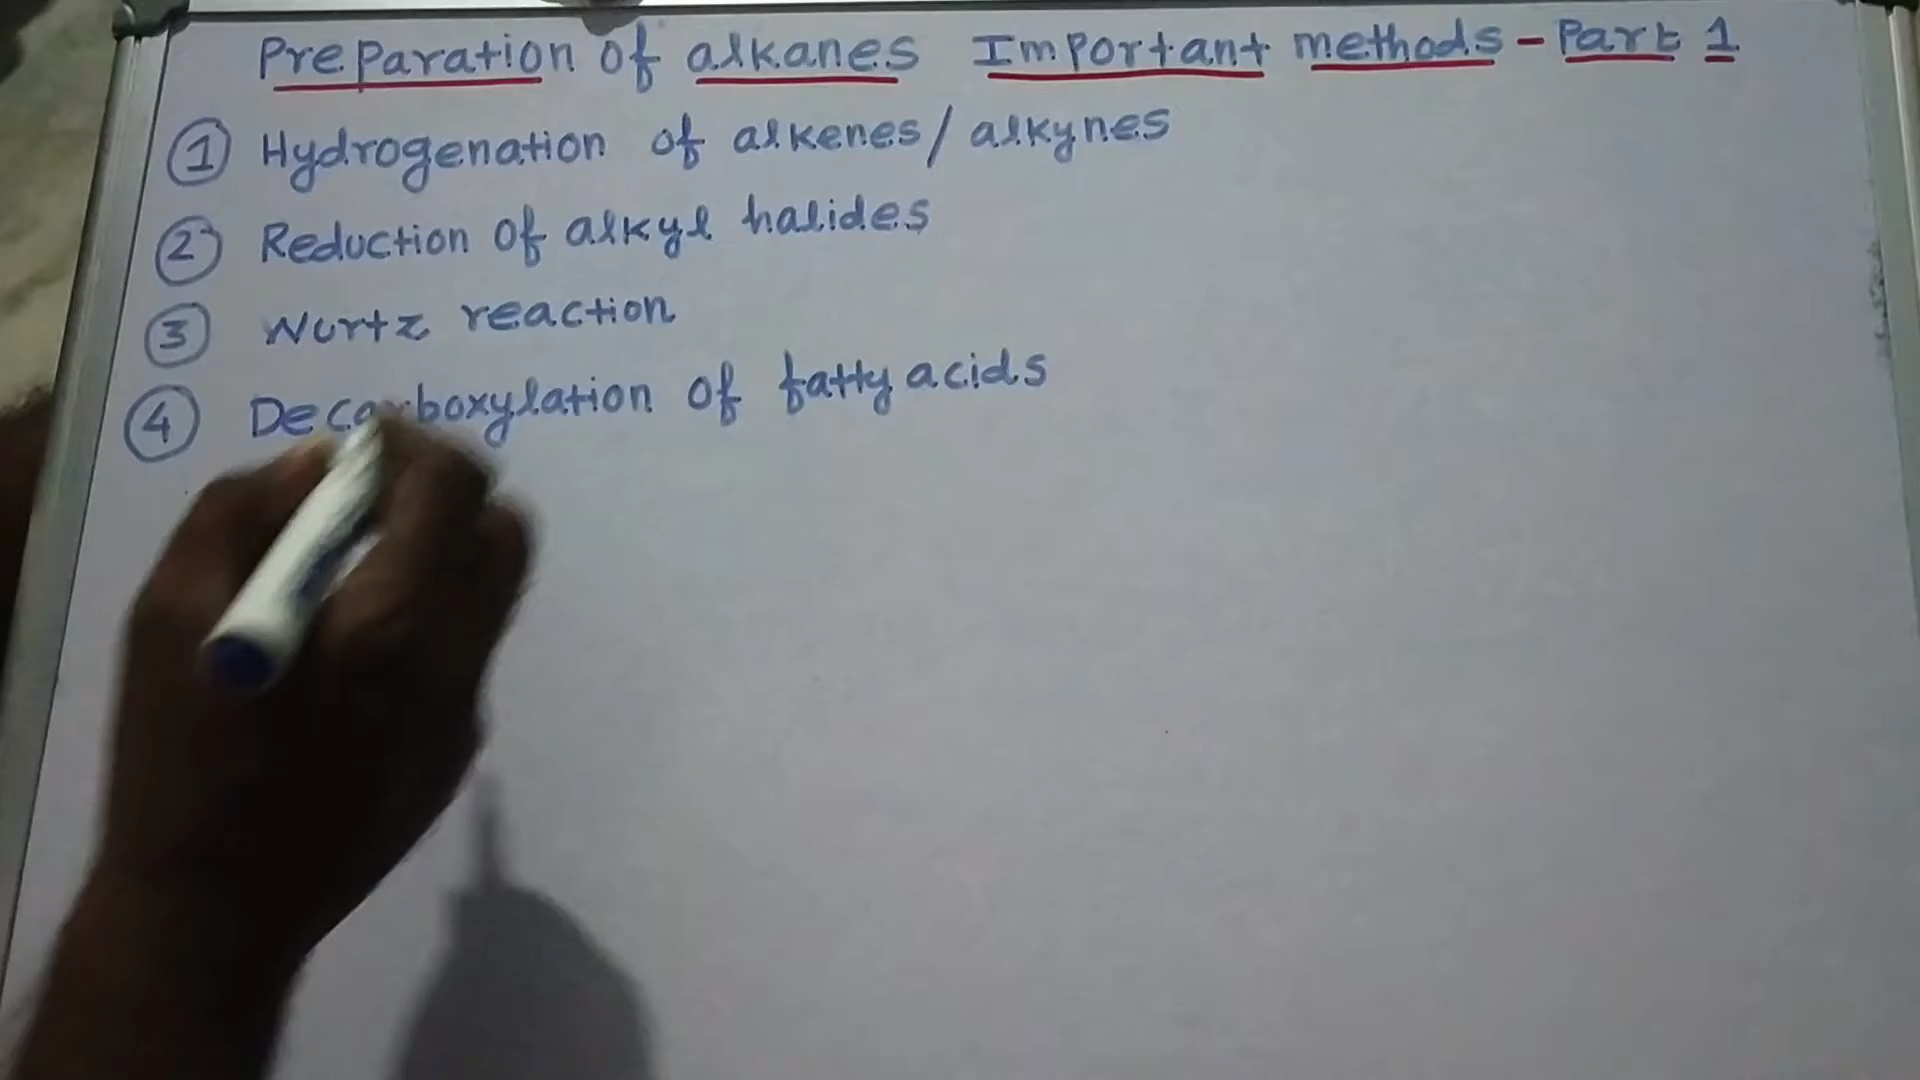 Preparation of alkanes Important methods - Part 1
1 Hydrogenation of alkenes/alkynes
2 Reduction of alkyl halides
3 Wurtz reaction
4 Decarboxylation of fatty acids